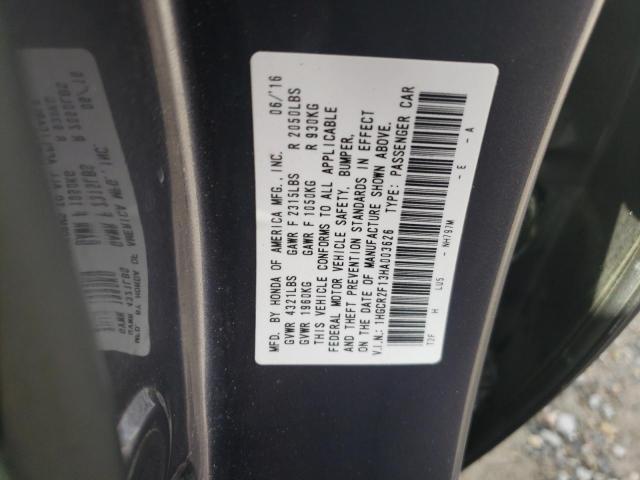 MFD. BY HONDA OF AMERICA MFG., INC. 06/'16
GVWR 4321LBS GAWR F 2315LBS R 2050LBS
GVWR 1960KG GAWR F 1050KG R 930KG
THIS VEHICLE CONFORMS TO ALL APPLICABLE
FEDERAL MOTOR VEHICLE SAFETY, BUMPER,
AND THEFT PREVENTION STANDARDS IN EFFECT
ON THE DATE OF MANUFACTURE SHOWN ABOVE.
V.I.N.: 1HGCR2F13HA003626 TYPE: PASSENGER CAR
T2F H LUS - NH797M - E - A